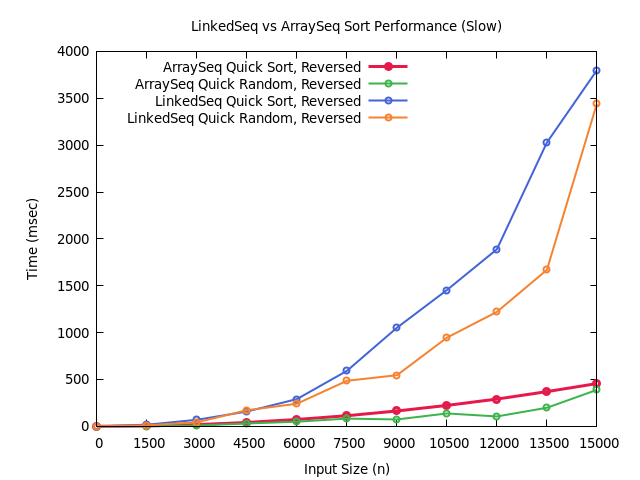 LinkedSeq vs ArraySeq Sort Performance (Slow)
ArraySeq Quick Sort, Reversed
ArraySeq Quick Random, Reversed
LinkedSeq Quick Sort, Reversed
LinkedSeq Quick Random, Reversed
Time (msec)
4000
3500
3000
2500
2000
1500
1000
500
0
0 1500 3000 4500 6000 7500 9000 10500 12000 13500 15000
Input Size (n)